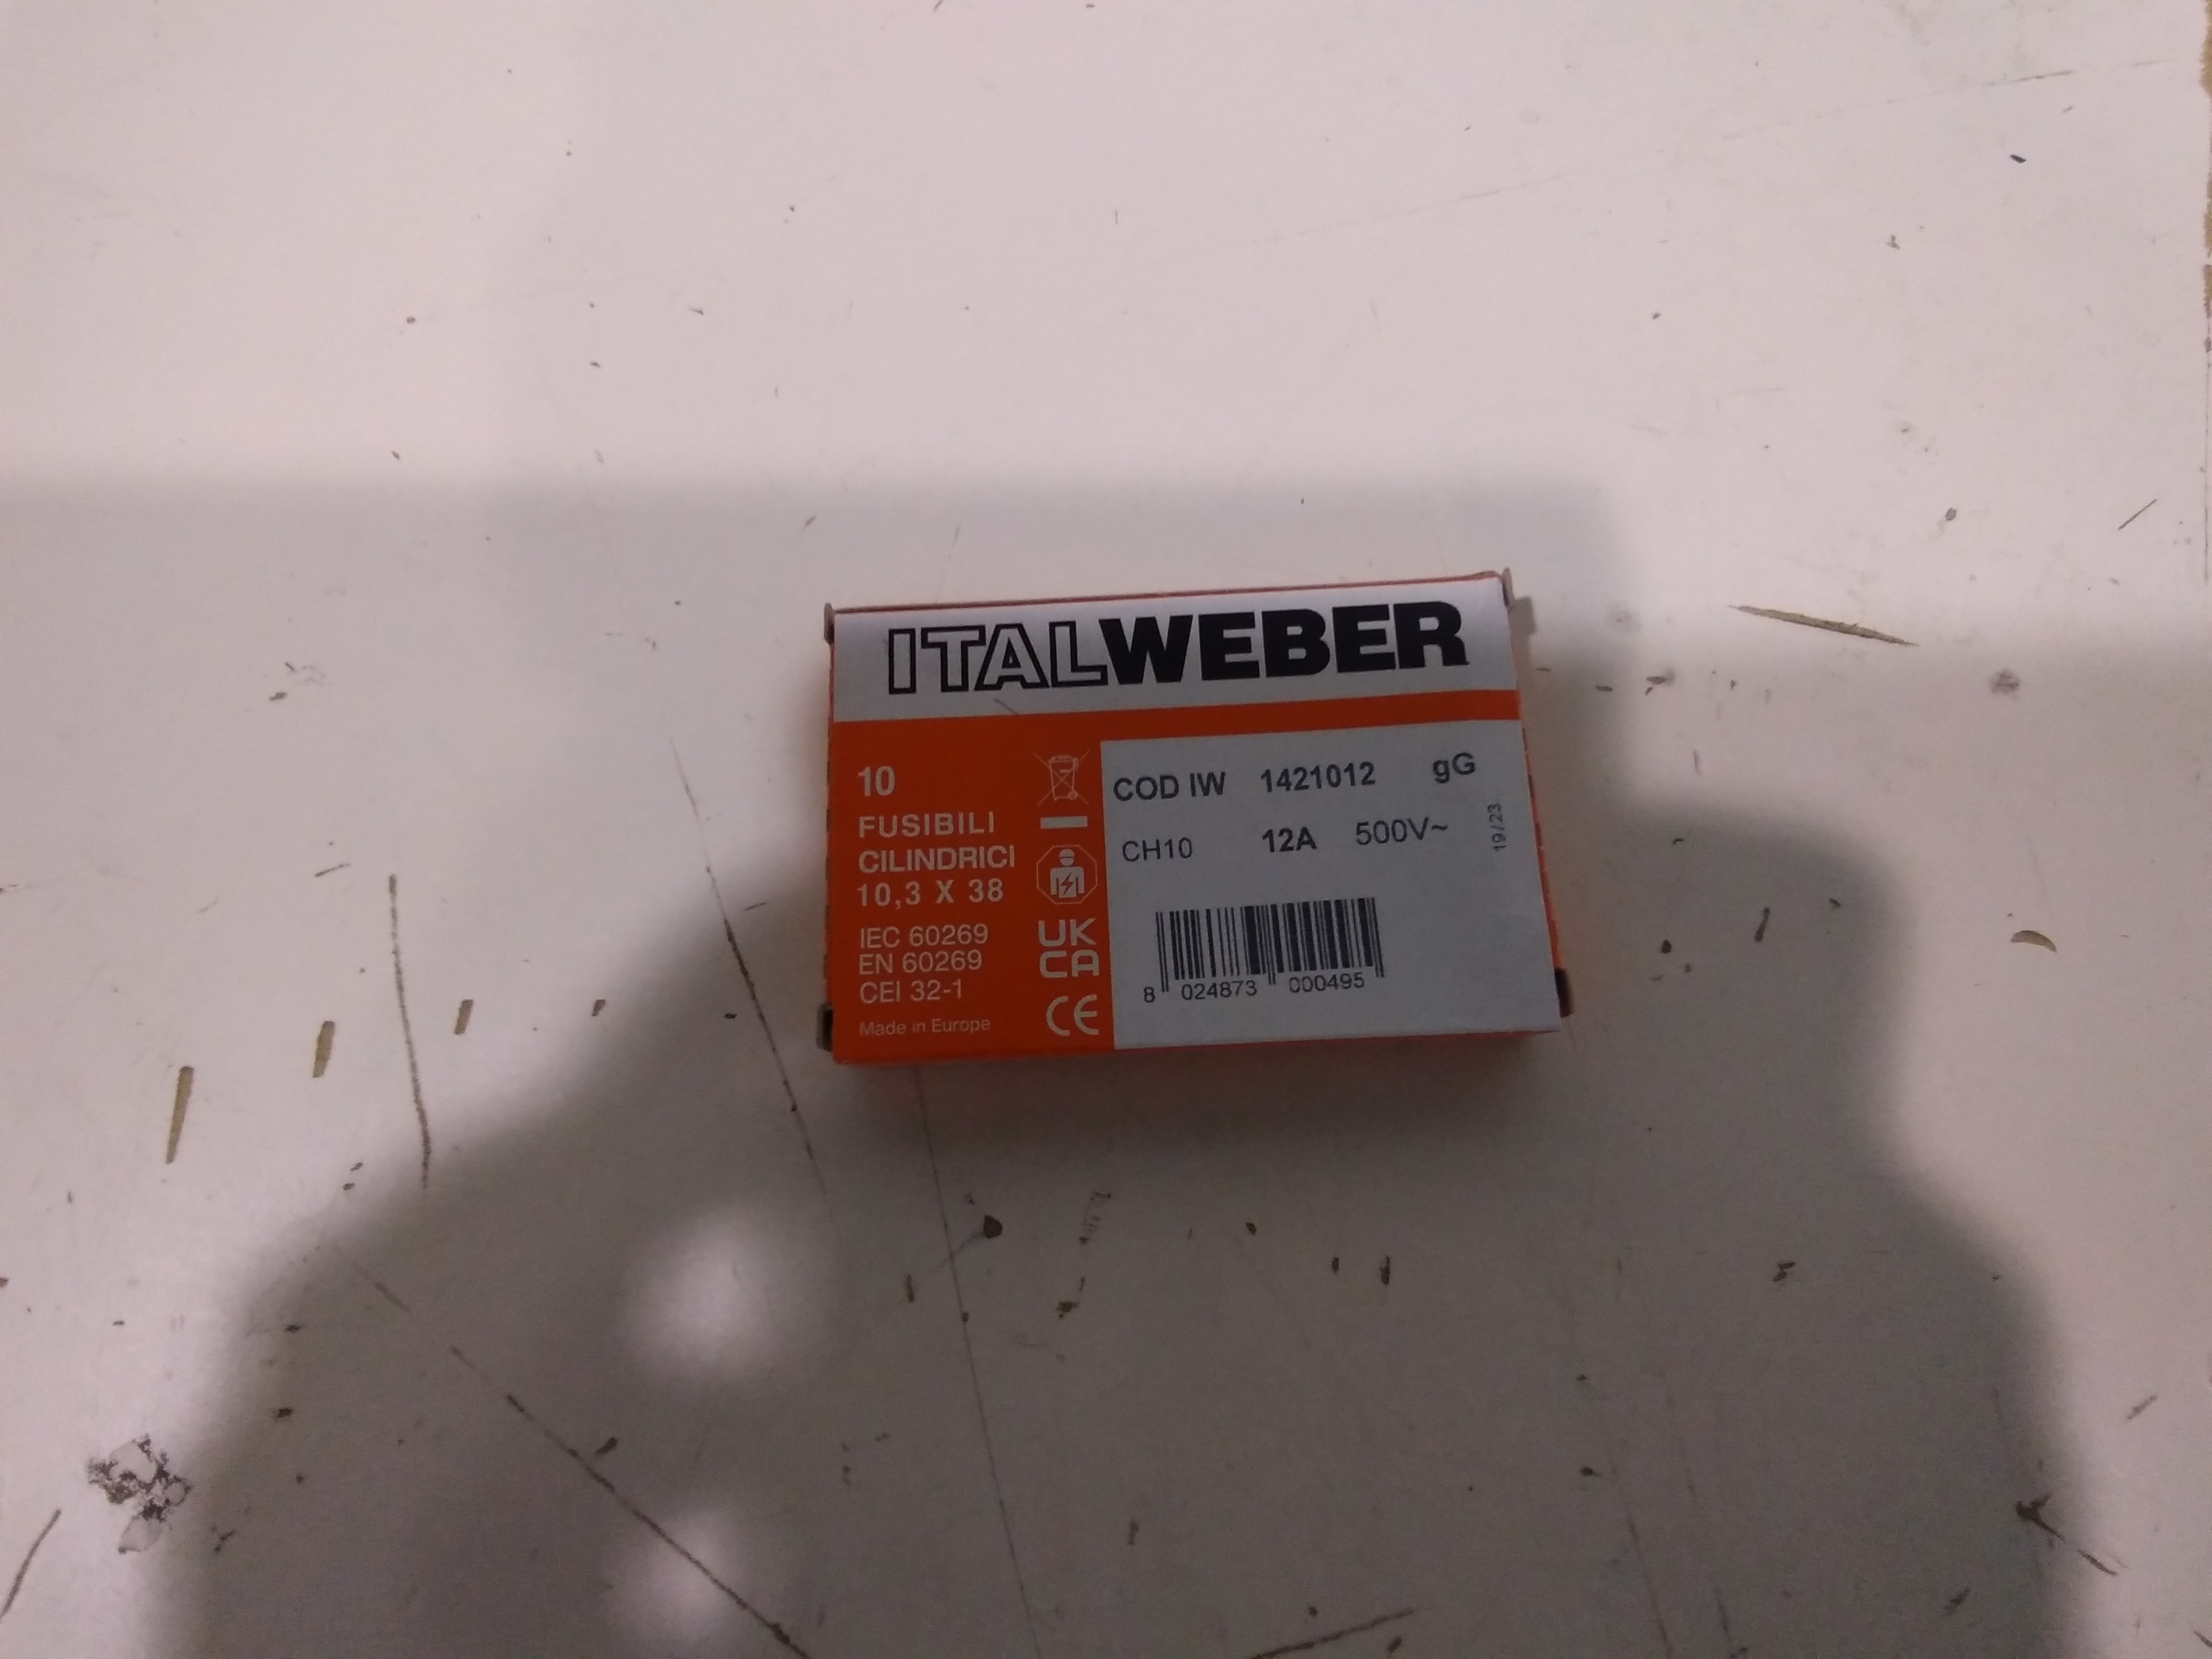 ITALWEBER
10
FUSIBILI
CILINDRICI
10,3 X 38
IEC 60269
EN 60269
CEI 32-1
Made in Europe
UK
CA
CE
COD IW 1421012 gG
CH10 12A 500V~
19/23
8 024873 000495